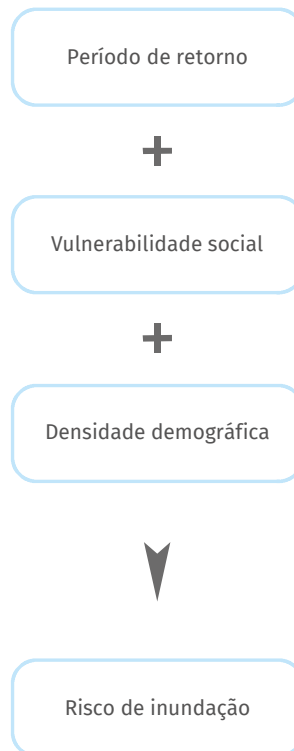 Período de retorno
+
Vulnerabilidade social
+
Densidade demográfica
Risco de inundação